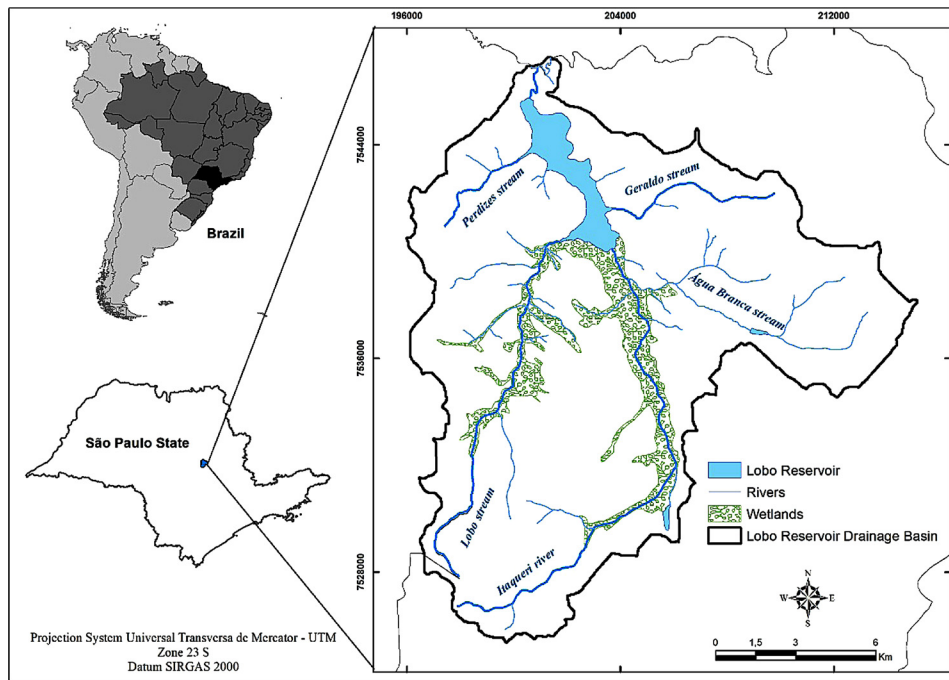 196000
204000
212000
7544000
7536000
7528000
Brazil
São Paulo State
Perdizes stream
Geraldo stream
Água Branca stream
Lobo stream
Itaqueri river
Lobo Reservoir
Rivers
Wetlands
Lobo Reservoir Drainage Basin
N
W
E
S
0
1,5
3
6
Km
Projection System Universal Transversa de Mercator - UTM
Zone 23 S
Datum SIRGAS 2000